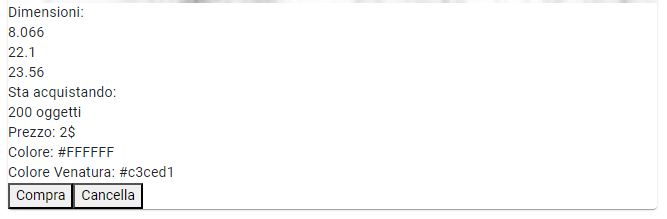 Dimensioni:
8.066
22.1
23.56
Sta acquistando:
200 oggetti
Prezzo: 2$
Colore: #FFFFFF
Colore Venatura: #c3ced1
Compra Cancella